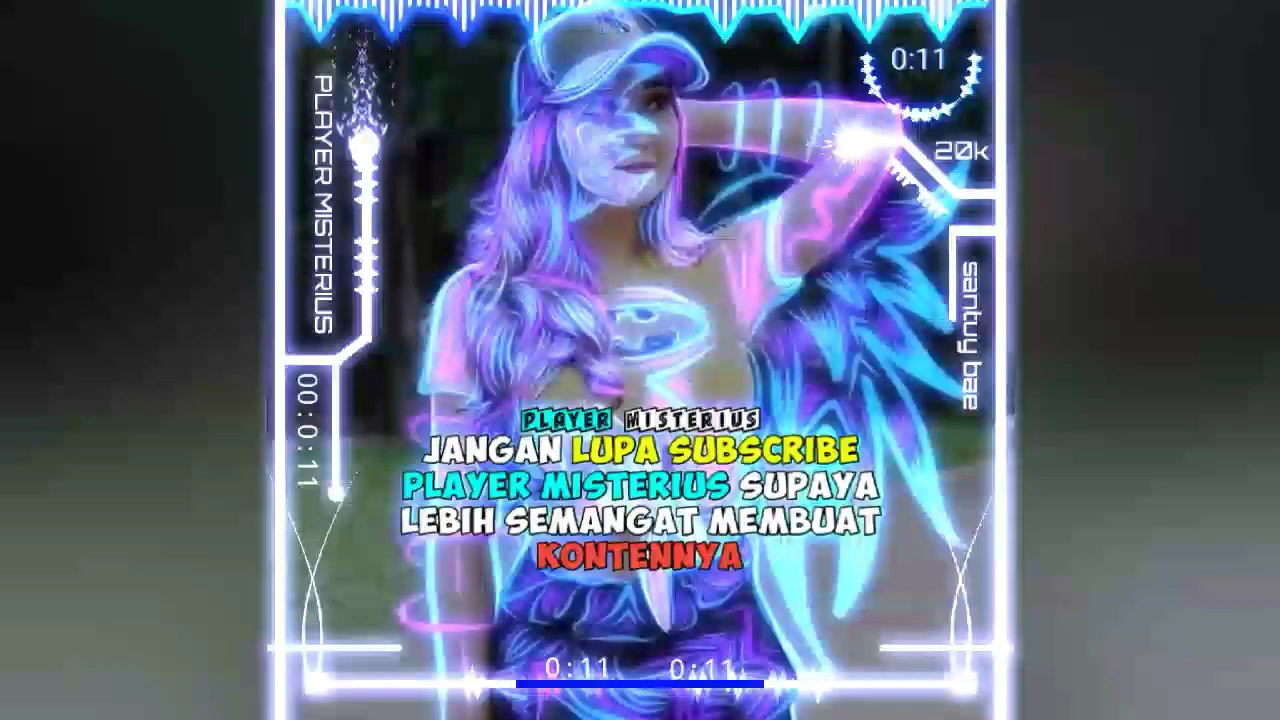 0:11
20k
PLAYER MISTERIUS
santuy bae
00:0:11
PLAYER MISTERIUS
JANGAN LUPA SUBSCRIBE
PLAYER MISTERIUS SUPAYA
LEBIH SEMANGAT MEMBUAT
KONTENNYA
0:11 0:11